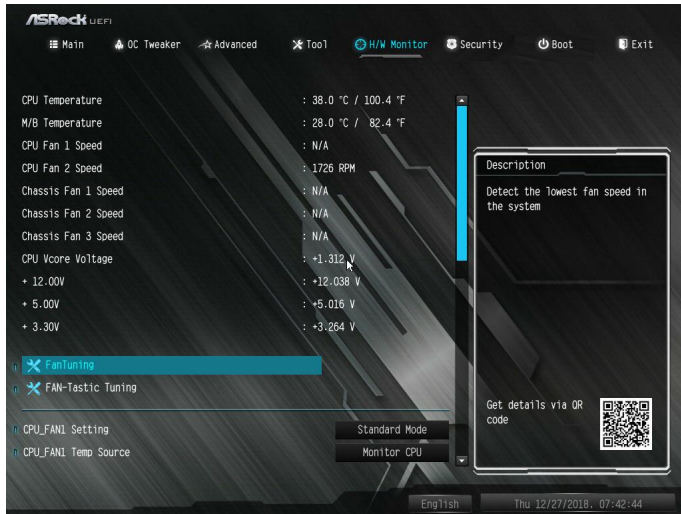 ASRock UEFI
Main OC Tweaker Advanced Tool H/W Monitor Security Boot Exit
CPU Temperature : 38.0 °C / 100.4 °F
M/B Temperature : 28.0 °C / 82.4 °F
CPU Fan 1 Speed : N/A
CPU Fan 2 Speed : 1726 RPM
Chassis Fan 1 Speed : N/A
Chassis Fan 2 Speed : N/A
Chassis Fan 3 Speed : N/A
CPU Vcore Voltage : +1.312 V
+ 12.00V : +12.038 V
+ 5.00V : +5.016 V
+ 3.30V : +3.264 V
FanTuning
FAN-Tastic Tuning
CPU_FAN1 Setting Standard Mode
CPU_FAN1 Temp Source Monitor CPU
Description
Detect the lowest fan speed in
the system
Get details via QR
code
English Thu 12/27/2018. 07:42:44